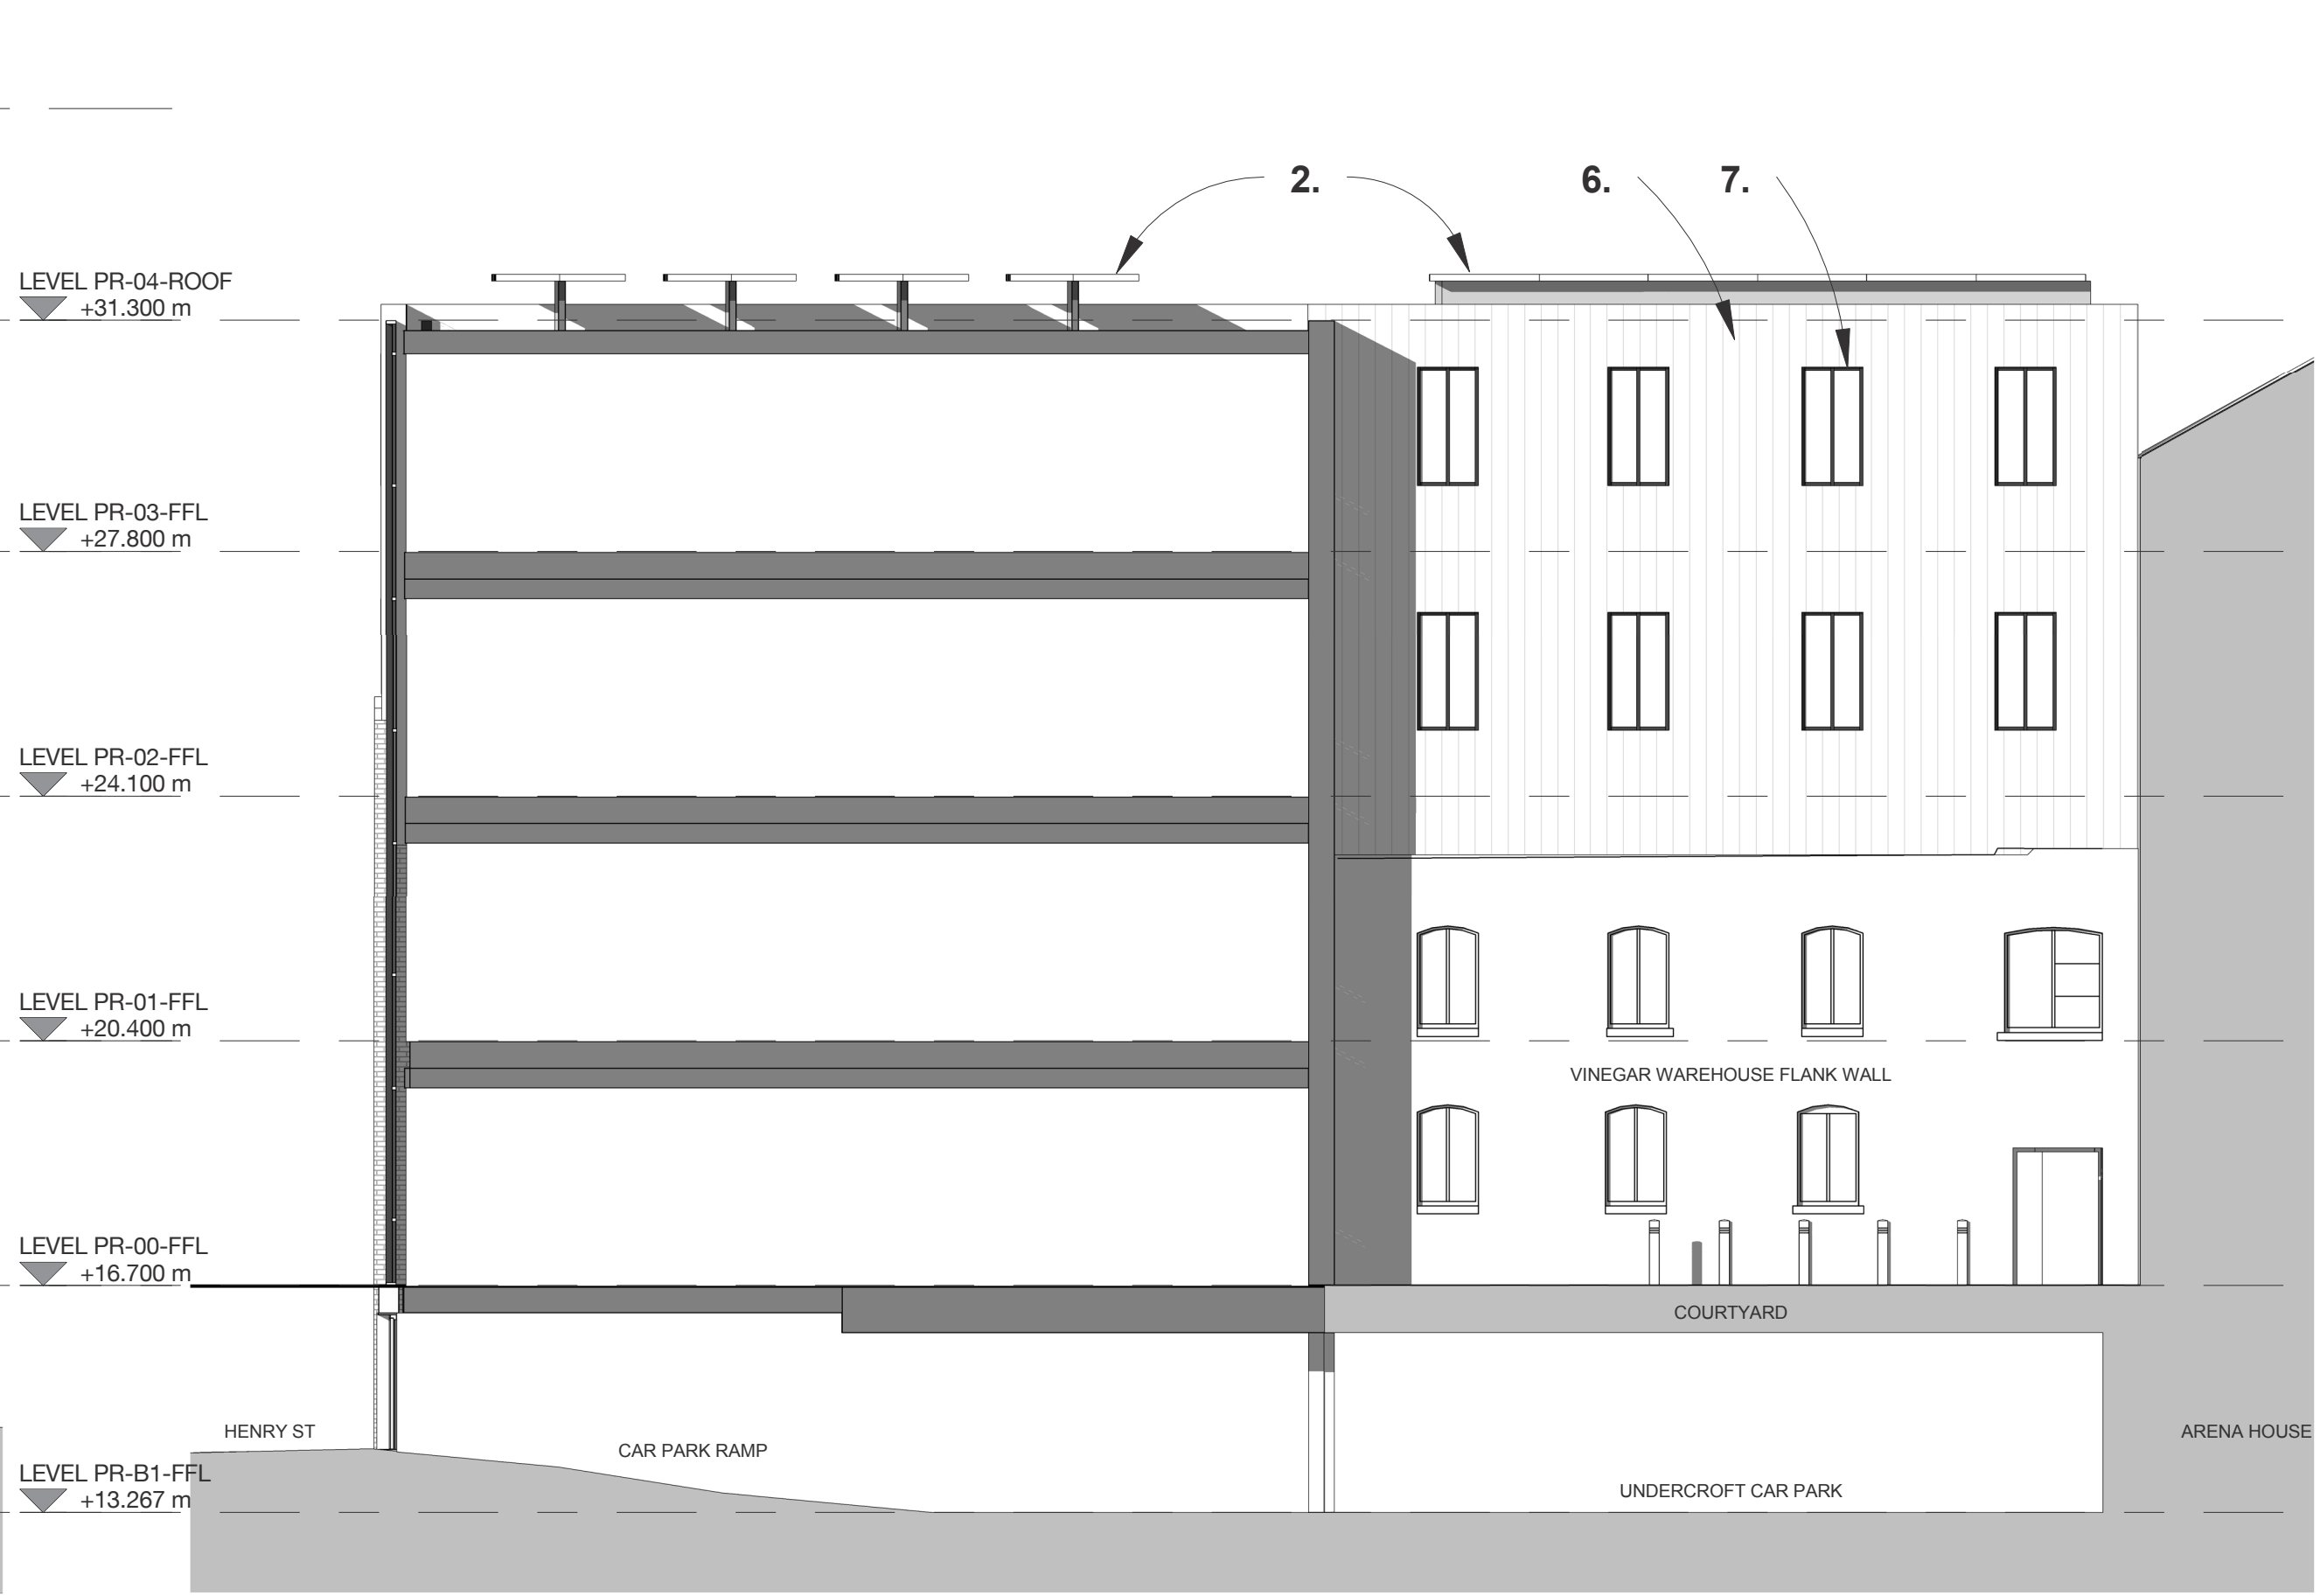 2.
6.
7.
LEVEL PR-04-ROOF
+31.300 m
LEVEL PR-03-FFL
+27.800 m
LEVEL PR-02-FFL
+24.100 m
LEVEL PR-01-FFL
+20.400 m
VINEGAR WAREHOUSE FLANK WALL
LEVEL PR-00-FFL
+16.700 m
COURTYARD
HENRY ST
CAR PARK RAMP
ARENA HOUSE
LEVEL PR-B1-FFL
+13.267 m
UNDERCROFT CAR PARK